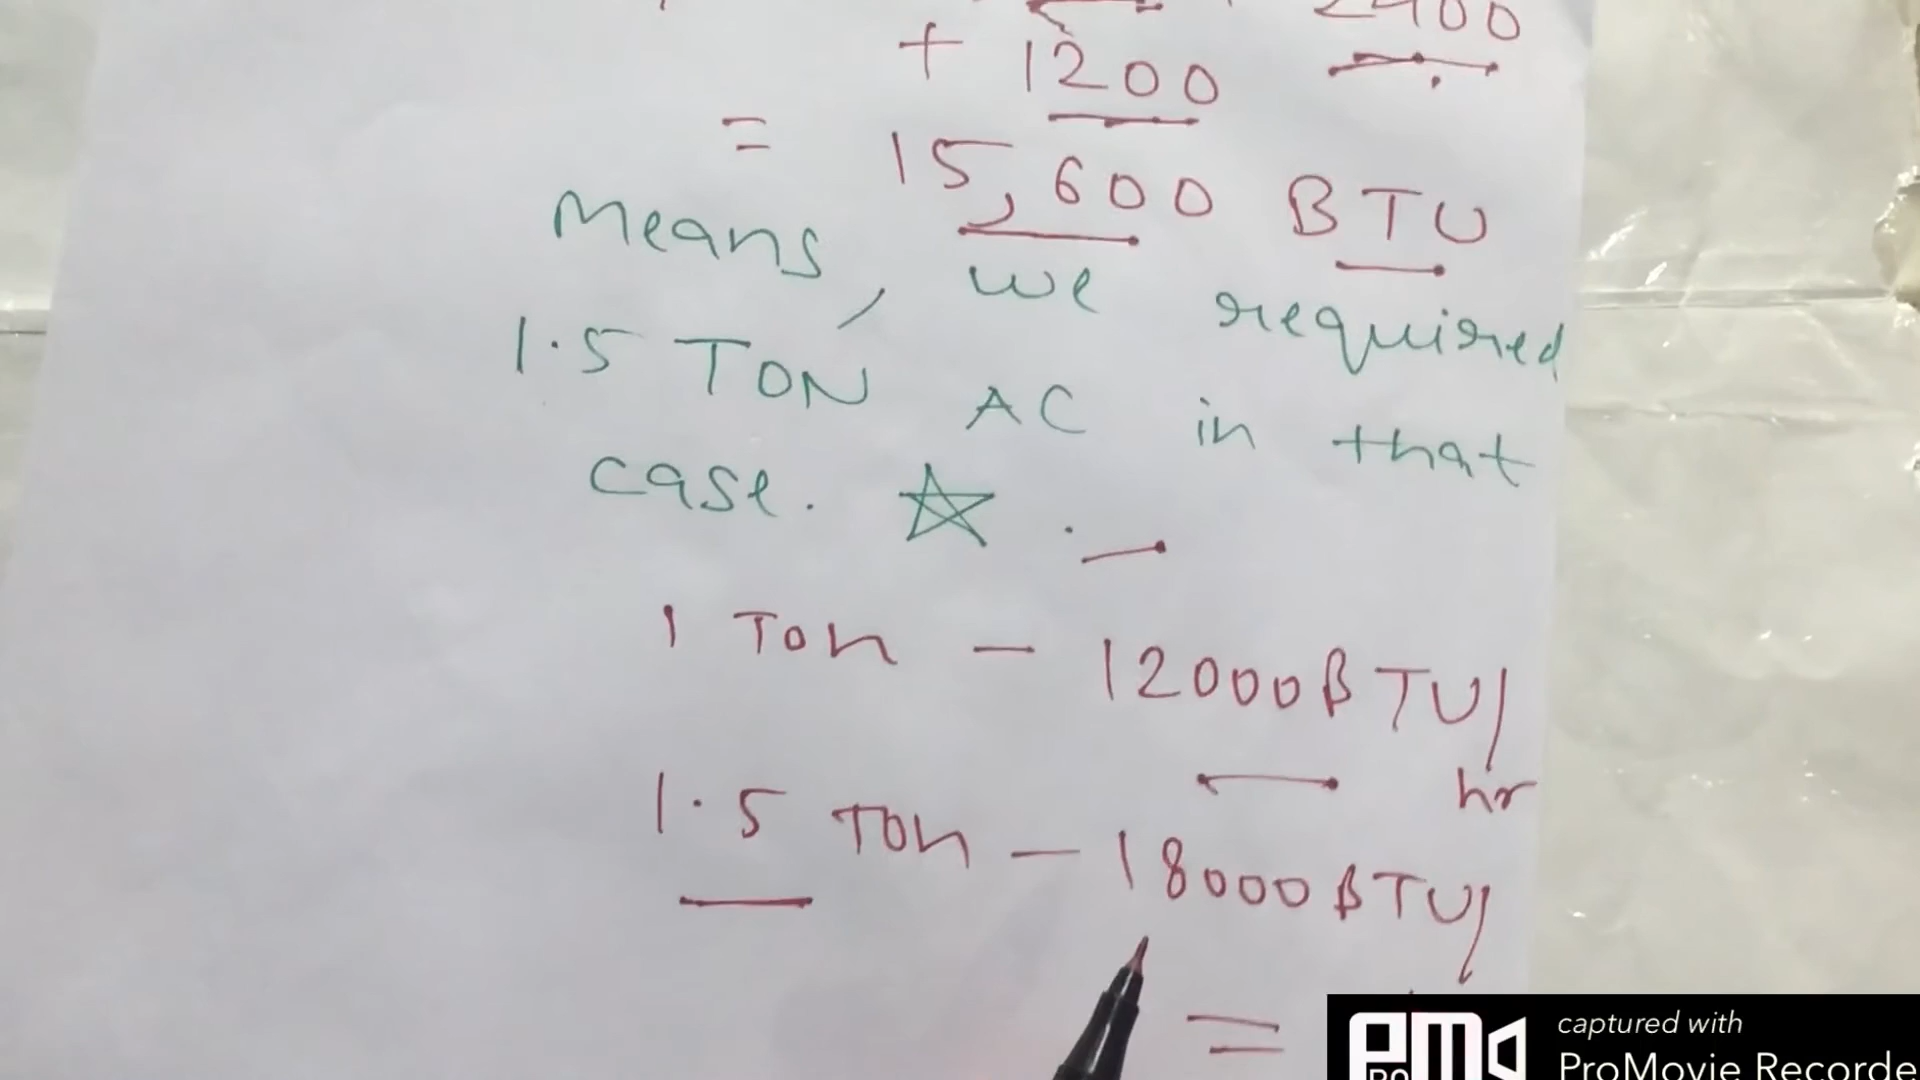 2400
+ 1200
= 15,600 BTU
Means, we required
1.5 TON AC in that
case.
1 Ton - 12000 BTU/
hr
1.5 Ton - 18000 BTU/
=
captured with
ProMovie Recorde